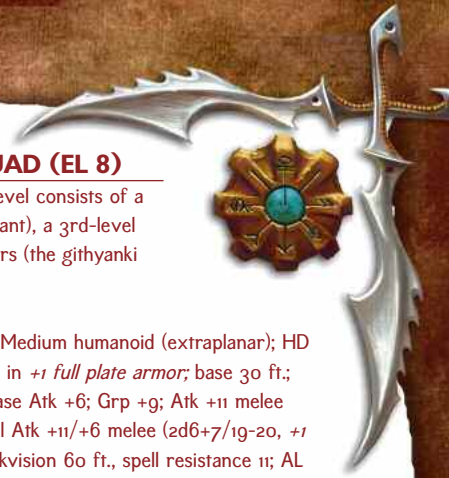 UAD (EL 8)
evel consists of a
ant), a 3rd-level
rs (the githyanki
Medium humanoid (extraplanar); HD
in +1 full plate armor; base 30 ft.;
ase Atk +6; Grp +9; Atk +11 melee
l Atk +11/+6 melee (2d6+7/19-20, +1
kvision 60 ft., spell resistance 11; AL